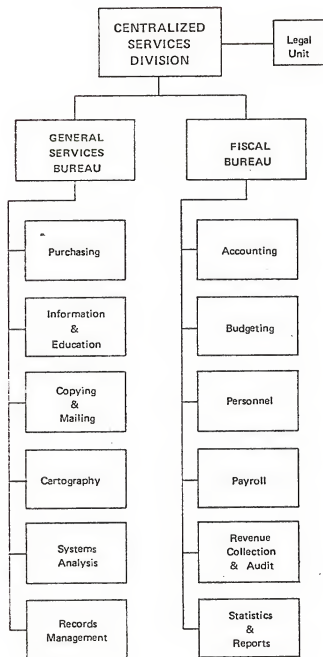 CENTRALIZED
SERVICES
DIVISION
Legal
Unit
GENERAL
SERVICES
BUREAU
FISCAL
BUREAU
Purchasing
Accounting
Information
&
Education
Budgeting
Copying
&
Mailing
Personnel
Cartography
Payroll
Systems
Analysis
Revenue
Collection
& Audit
Records
Management
Statistics
&
Reports